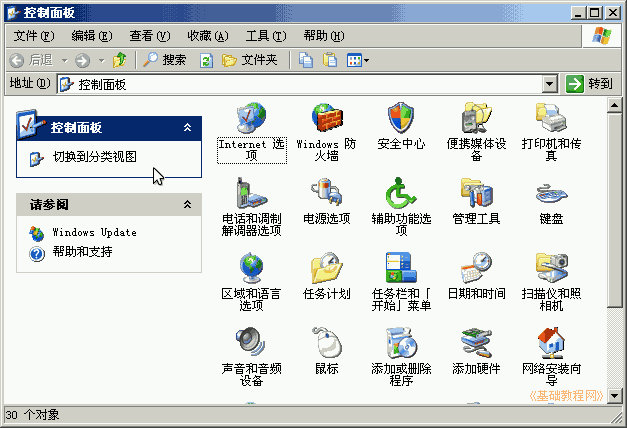 控制面板
文件(F) 编辑(E) 查看(V) 收藏(A) 工具(T) 帮助(H)
后退 搜索 文件夹
地址(D) 控制面板 转到
控制面板
切换到分类视图
请参阅
Windows Update
帮助和支持
Internet 选
项
Windows 防
火墙
安全中心
便携媒体设
备
打印机和传
真
电话和调制
解调器选项
电源选项
辅助功能选
项
管理工具
键盘
区域和语言
选项
任务计划
任务栏和「
开始」菜单
日期和时间
扫描仪和照
相机
声音和音频
设备
鼠标
添加或删除
程序
添加硬件
网络安装向
导
《基础教程网》
30 个对象